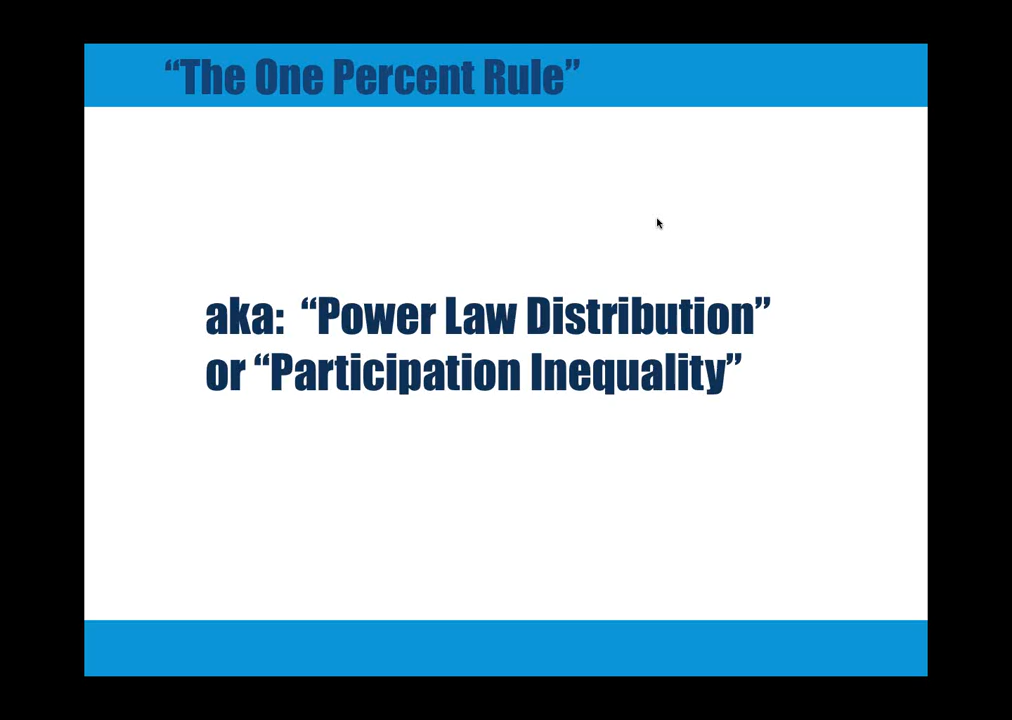 “The One Percent Rule”
aka:  “Power Law Distribution”
or “Participation Inequality”